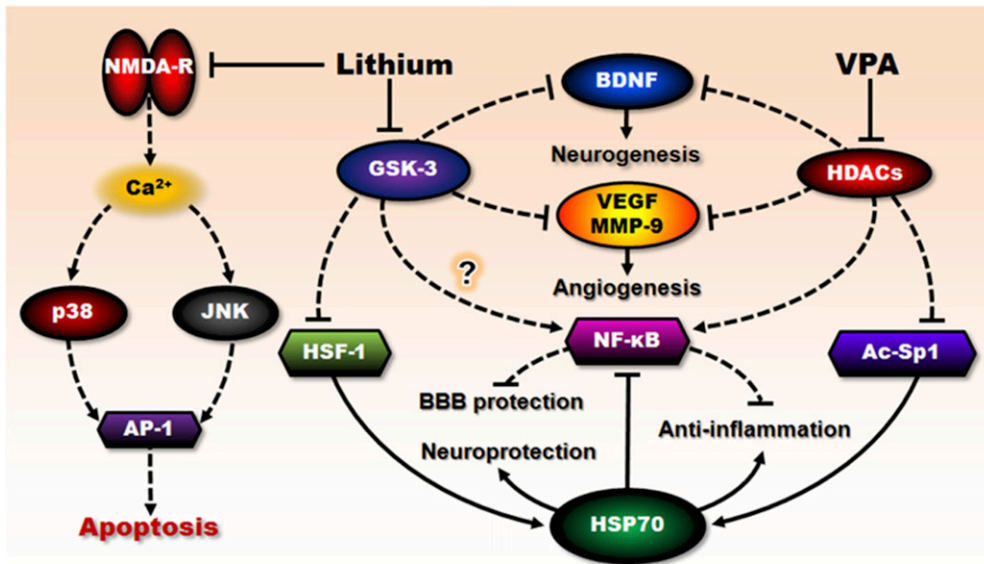 NMDA-R
Lithium
BDNF
VPA
Neurogenesis
GSK-3
HDACs
Ca²⁺
VEGF
MMP-9
?
Angiogenesis
p38
JNK
HSF-1
NF-κB
Ac-Sp1
BBB protection
AP-1
Anti-inflammation
Neuroprotection
HSP70
Apoptosis